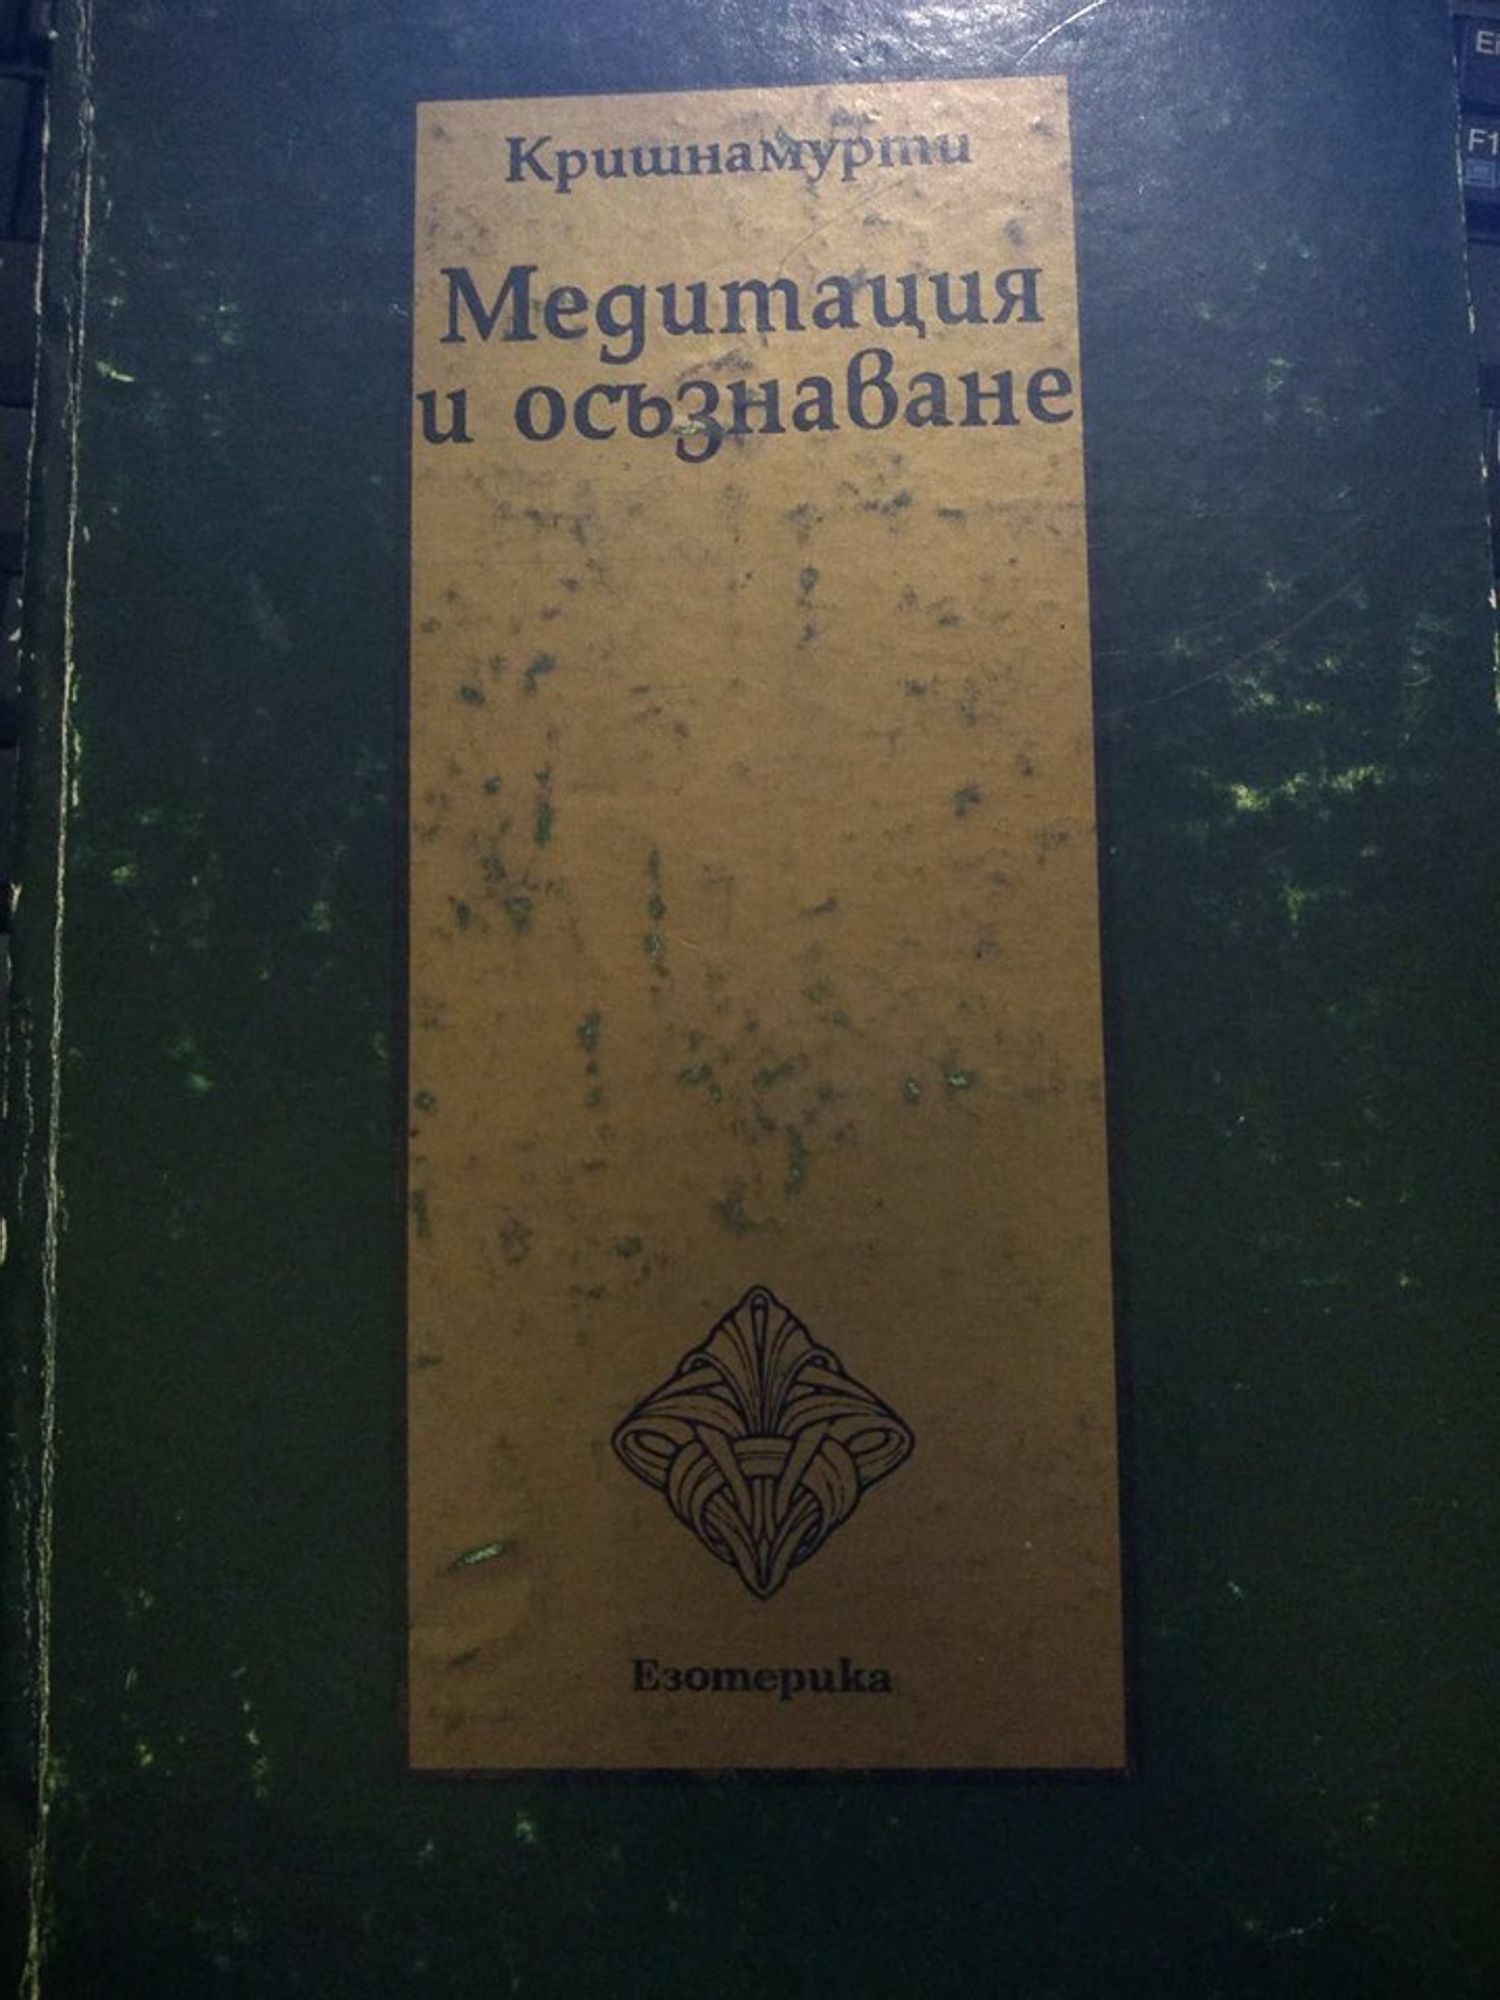 Кришнамурти
Медитация
и осъзнаване
Езотерика